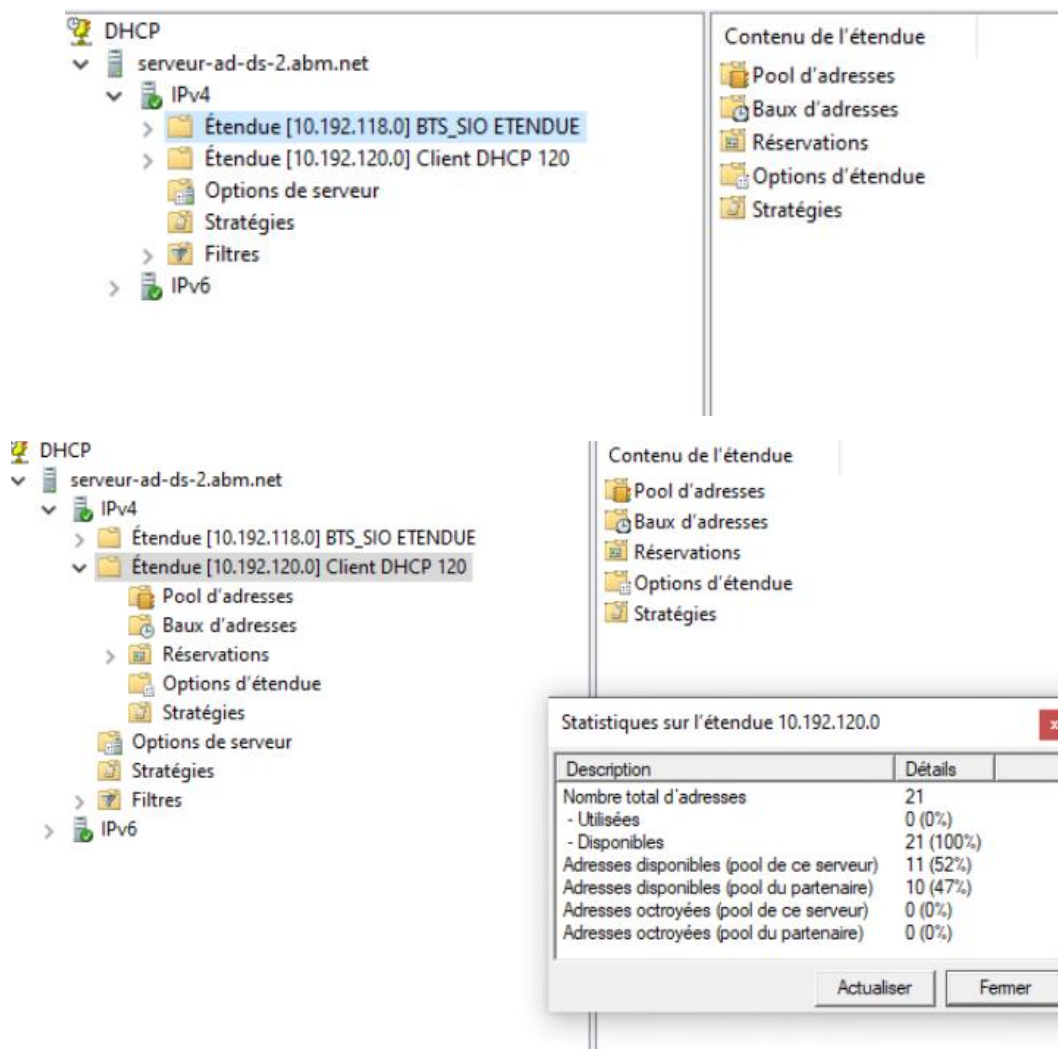 DHCP
serveur-ad-ds-2.abm.net
IPv4
Étendue [10.192.118.0] BTS_SIO ETENDUE
Étendue [10.192.120.0] Client DHCP 120
Options de serveur
Stratégies
Filtres
IPv6
Contenu de l'étendue
Pool d'adresses
Baux d'adresses
Réservations
Options d'étendue
Stratégies
DHCP
serveur-ad-ds-2.abm.net
IPv4
Étendue [10.192.118.0] BTS_SIO ETENDUE
Étendue [10.192.120.0] Client DHCP 120
Pool d'adresses
Baux d'adresses
Réservations
Options d'étendue
Stratégies
Options de serveur
Stratégies
Filtres
IPv6
Contenu de l'étendue
Pool d'adresses
Baux d'adresses
Réservations
Options d'étendue
Stratégies
Statistiques sur l'étendue 10.192.120.0
Description Détails
Nombre total d'adresses 21
- Utilisées 0 (0%)
- Disponibles 21 (100%)
Adresses disponibles (pool de ce serveur) 11 (52%)
Adresses disponibles (pool du partenaire) 10 (47%)
Adresses octroyées (pool de ce serveur) 0 (0%)
Adresses octroyées (pool du partenaire) 0 (0%)
Actualiser Fermer